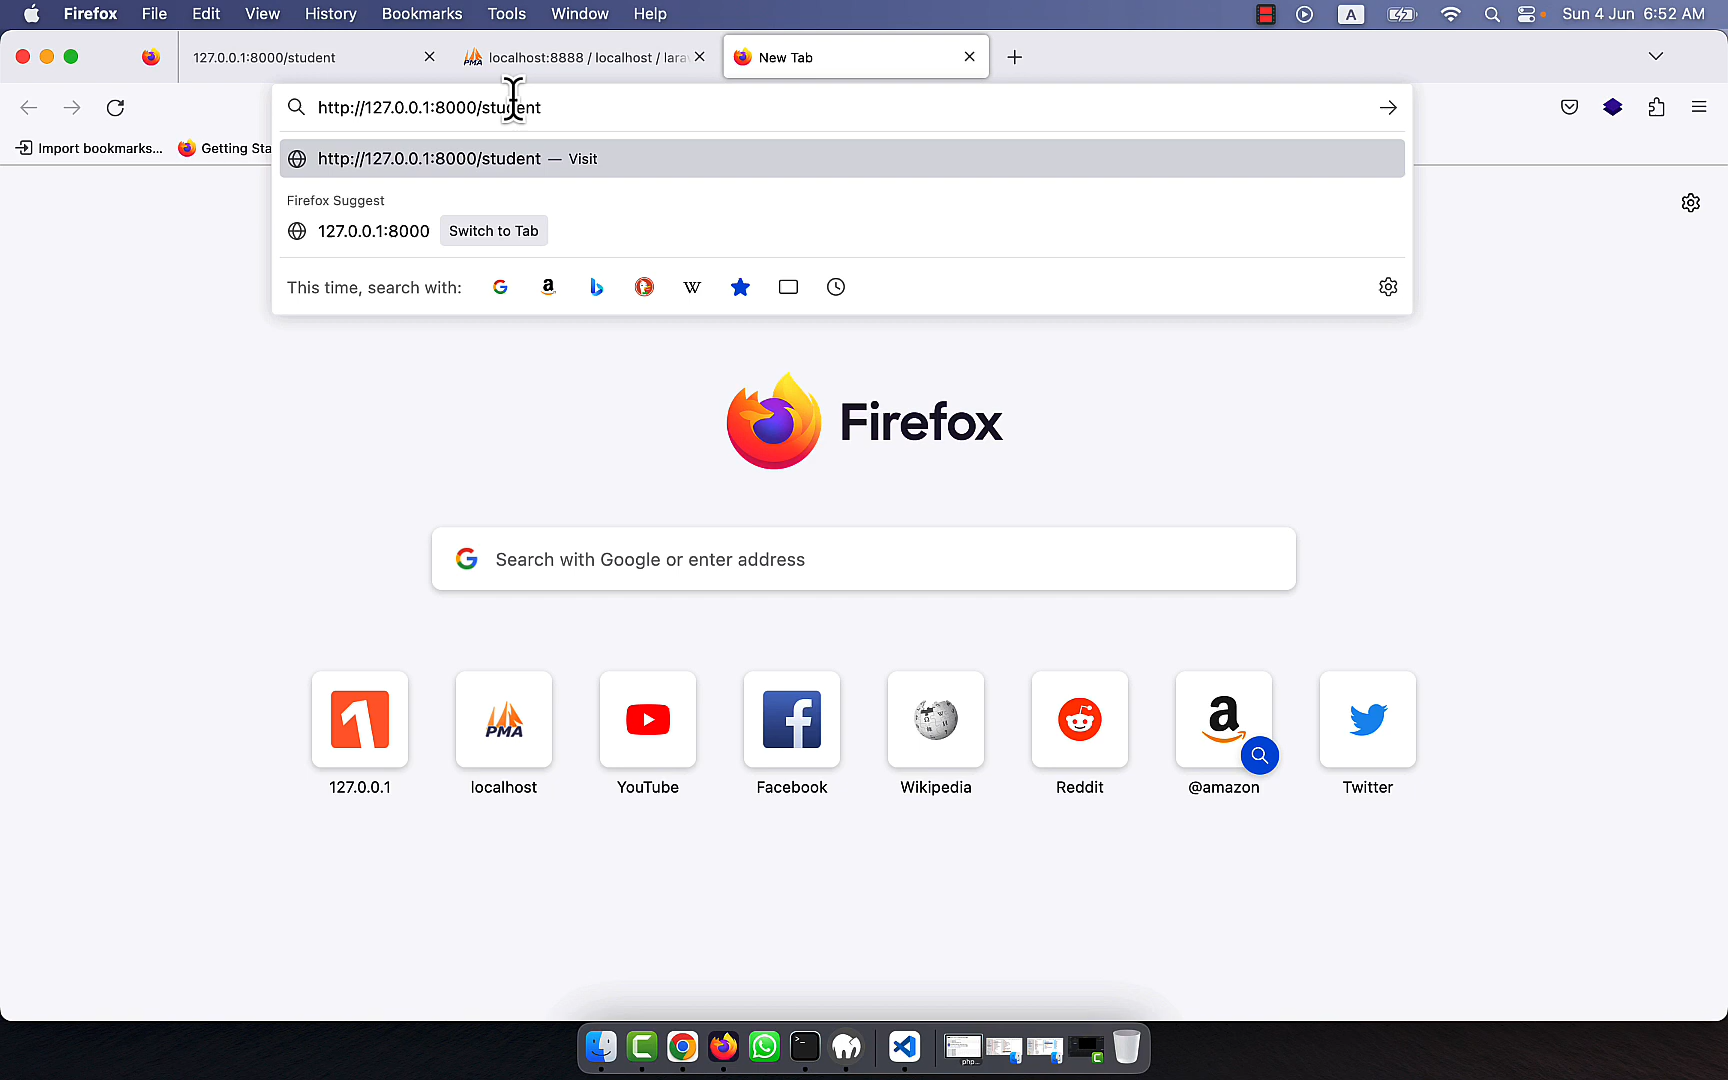 Firefox File Edit View History Bookmarks Tools Window Help A Sun 4 Jun 6:52 AM
127.0.0.1:8000/student PMA localhost:8888 / localhost / lara New Tab
http://127.0.0.1:8000/student
Import bookmarks... Getting Sta
http://127.0.0.1:8000/student — Visit
Firefox Suggest
127.0.0.1:8000 Switch to Tab
This time, search with: G a b W
Firefox
G Search with Google or enter address
1 PMA f a
127.0.0.1 localhost YouTube Facebook Wikipedia Reddit @amazon Twitter
C >_ php... C